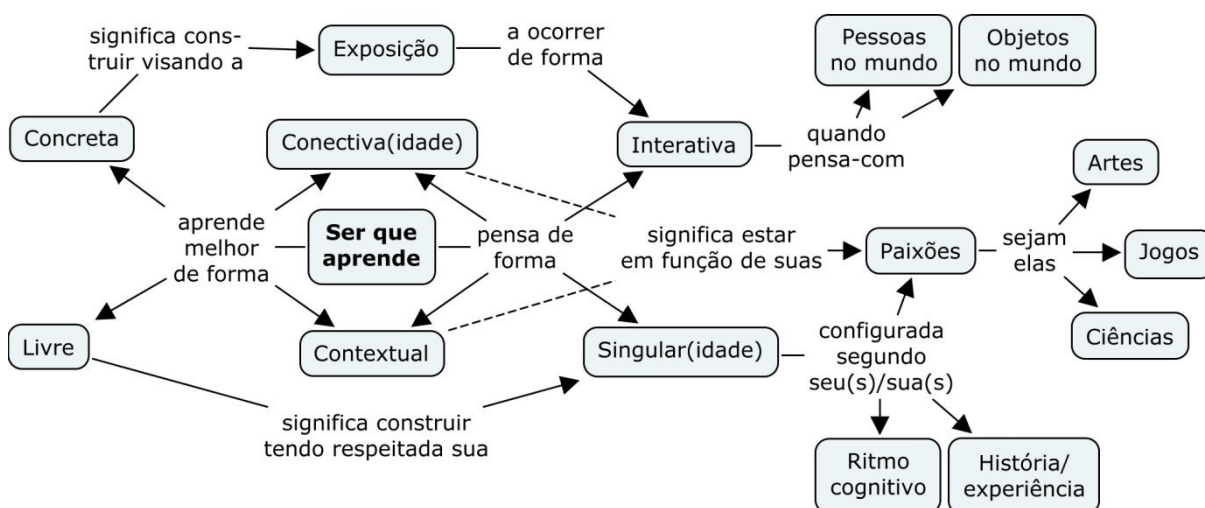 significa cons-
truir visando a
Exposição
a ocorrer
de forma
Pessoas
no mundo
Objetos
no mundo
Concreta
Conectiva(idade)
Interativa
quando
pensa-com
Artes
aprende
melhor
de forma
Ser que
aprende
pensa de
forma
significa estar
em função de suas
Paixões
sejam
elas
Jogos
Livre
Contextual
Singular(idade)
configurada
segundo
seu(s)/sua(s)
Ciências
significa construir
tendo respeitada sua
Ritmo
cognitivo
História/
experiência